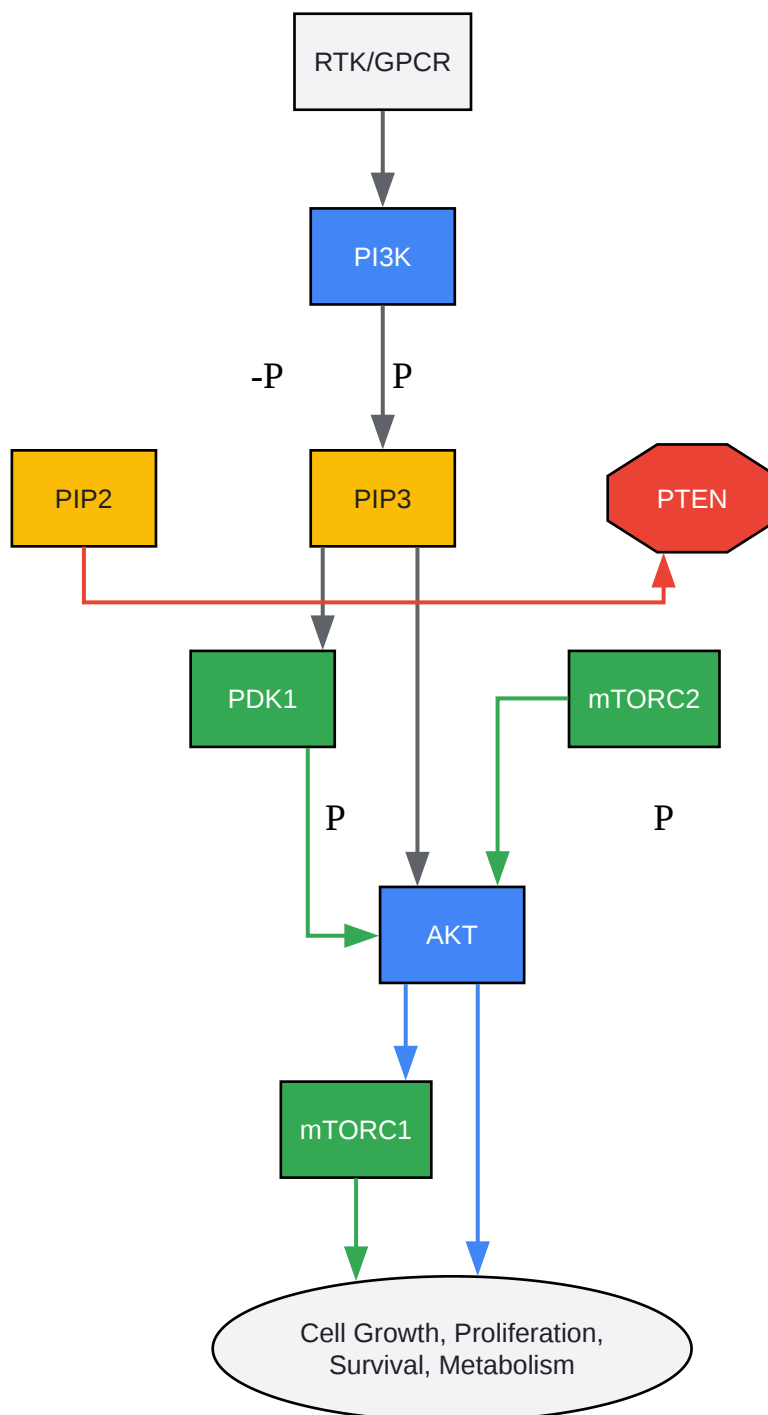 RTK/GPCR
PI3K
-P
P
PIP2
PIP3
PTEN
PDK1
mTORC2
P
P
AKT
mTORC1
Cell Growth, Proliferation,
Survival, Metabolism